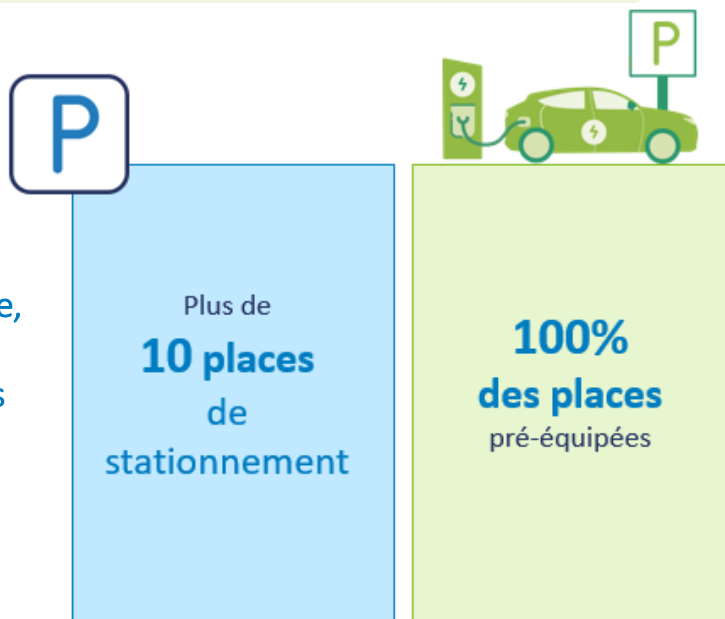 P
P
e,
s
Plus de
10 places
de
stationnement
100%
des places
pré-équipées